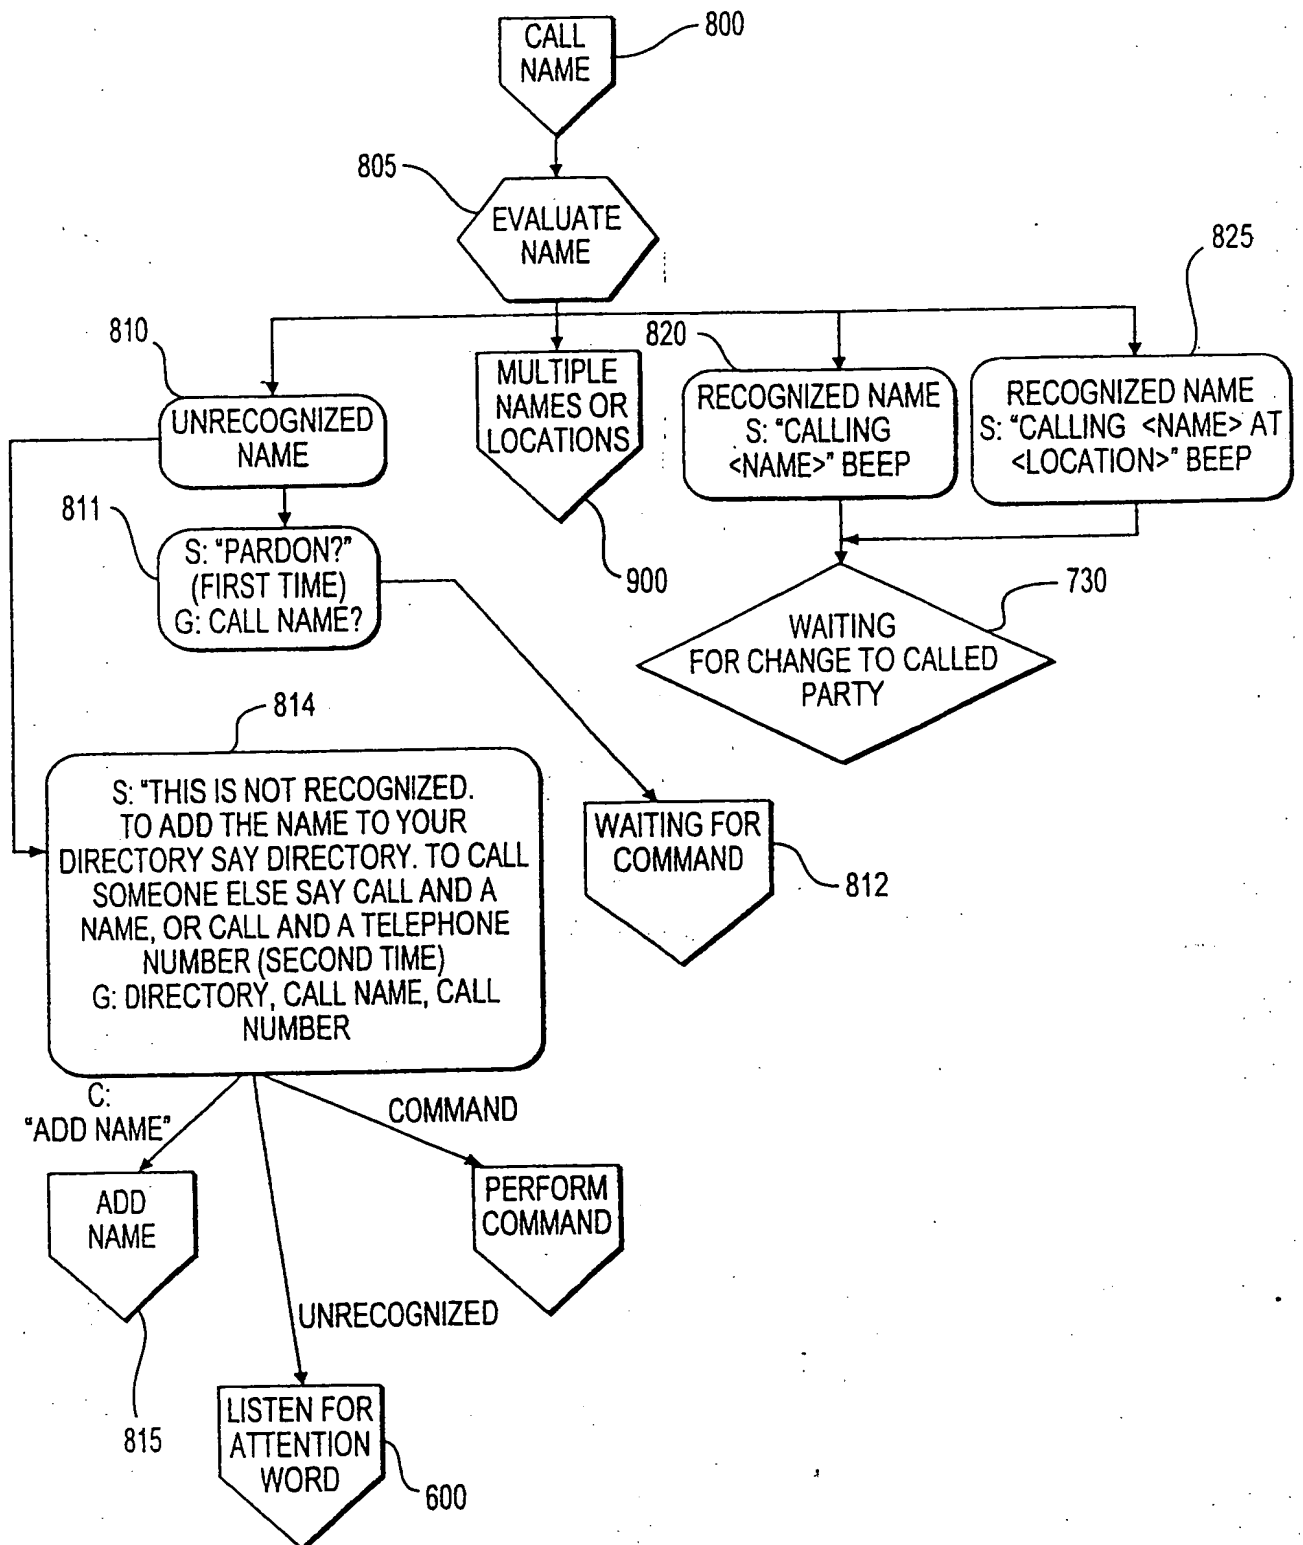 CALL
NAME
800
805
EVALUATE
NAME
825
810
820
UNRECOGNIZED
NAME
MULTIPLE
NAMES OR
LOCATIONS
RECOGNIZED NAME
S: "CALLING
<NAME>" BEEP
RECOGNIZED NAME
S: "CALLING <NAME> AT
<LOCATION>" BEEP
811
S: "PARDON?"
(FIRST TIME)
G: CALL NAME?
900
730
WAITING
FOR CHANGE TO CALLED
PARTY
814
S: "THIS IS NOT RECOGNIZED.
TO ADD THE NAME TO YOUR
DIRECTORY SAY DIRECTORY. TO CALL
SOMEONE ELSE SAY CALL AND A
NAME, OR CALL AND A TELEPHONE
NUMBER (SECOND TIME)
G: DIRECTORY, CALL NAME, CALL
NUMBER
WAITING FOR
COMMAND
812
C:
"ADD NAME"
COMMAND
ADD
NAME
PERFORM
COMMAND
UNRECOGNIZED
815
LISTEN FOR
ATTENTION
WORD
600